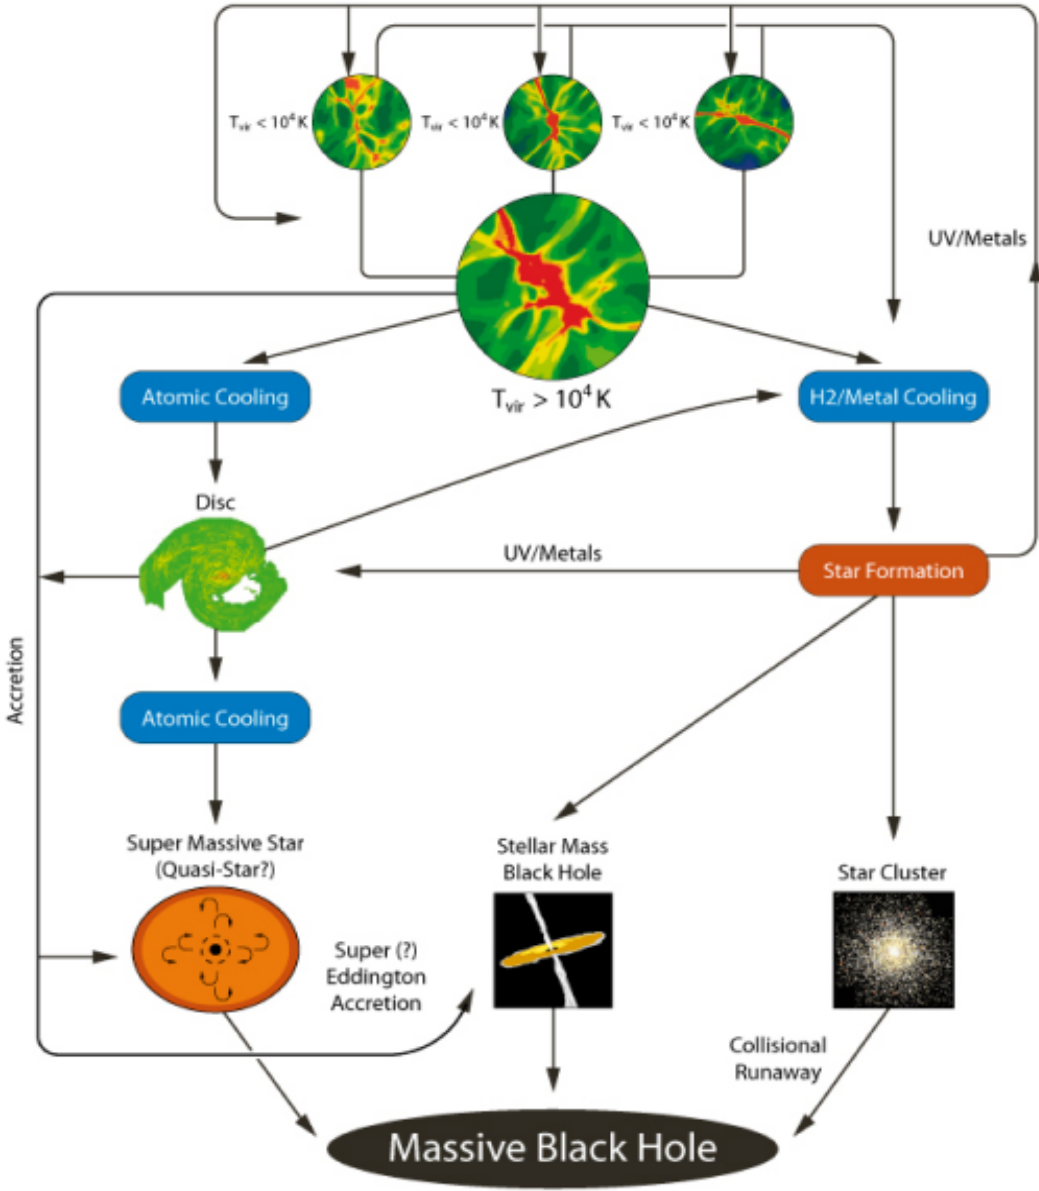 T_vir < 10^4 K
T_vir < 10^4 K
T_vir < 10^4 K
UV/Metals
T_vir > 10^4 K
Atomic Cooling
H2/Metal Cooling
Disc
UV/Metals
Star Formation
Accretion
Atomic Cooling
Super Massive Star
(Quasi-Star?)
Stellar Mass
Black Hole
Star Cluster
Super (?)
Eddington
Accretion
Collisional
Runaway
Massive Black Hole